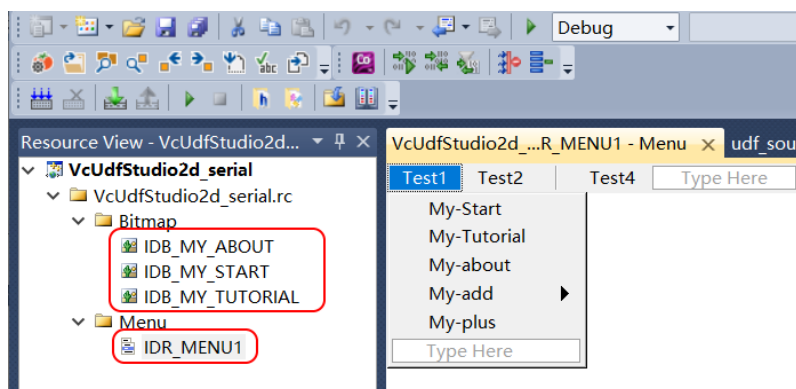 Debug
Resource View - VcUdfStudio2d...
VcUdfStudio2d_...R_MENU1 - Menu
udf_sou
VcUdfStudio2d_serial
VcUdfStudio2d_serial.rc
Bitmap
IDB_MY_ABOUT
IDB_MY_START
IDB_MY_TUTORIAL
Menu
IDR_MENU1
Test1 Test2 Test4 Type Here
My-Start
My-Tutorial
My-about
My-add
My-plus
Type Here